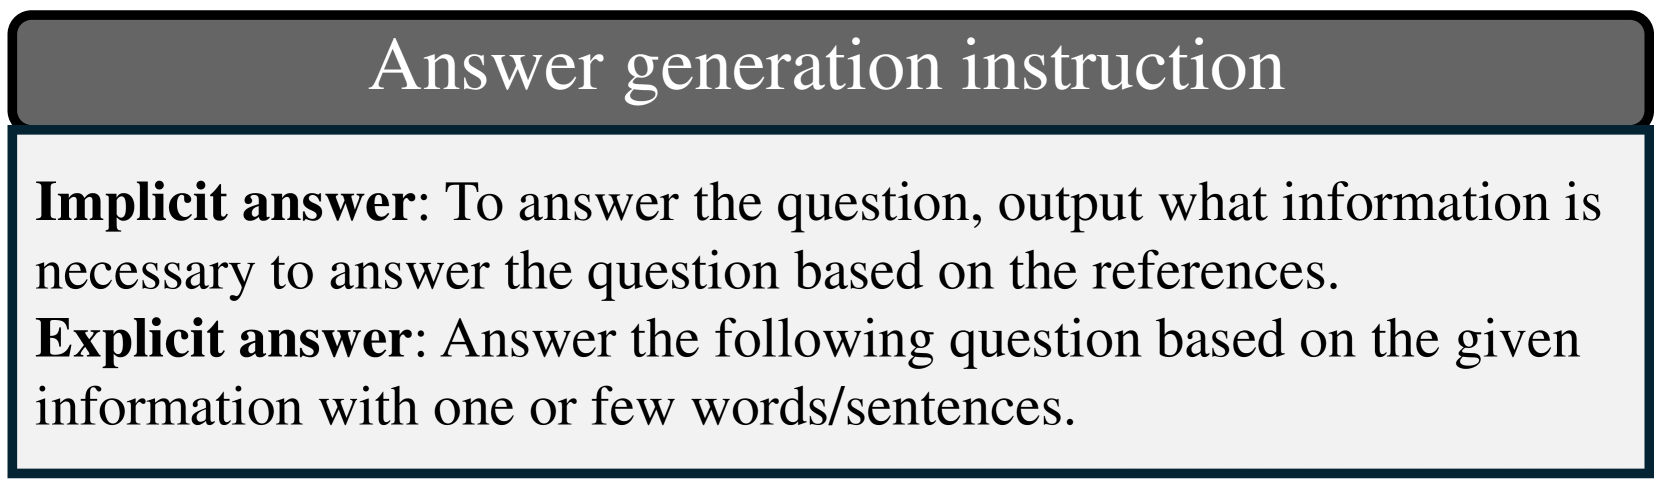 Answer generation instruction
Implicit answer: To answer the question, output what information is
necessary to answer the question based on the references.
Explicit answer: Answer the following question based on the given
information with one or few words/sentences.